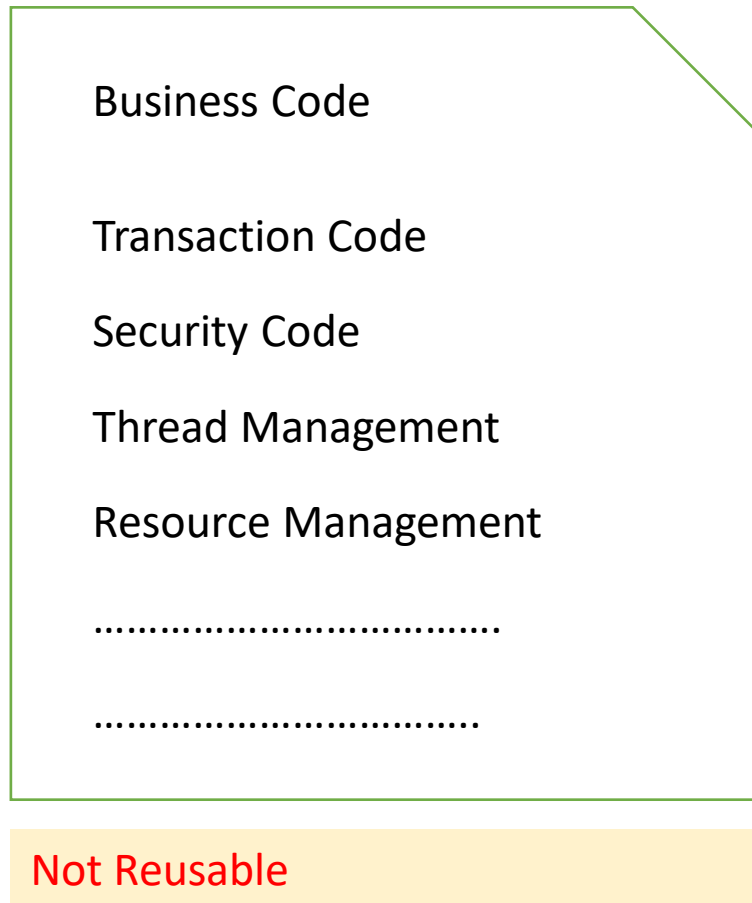 Business Code
Transaction Code
Security Code
Thread Management
Resource Management
……………………………….
……………………………..
Not Reusable